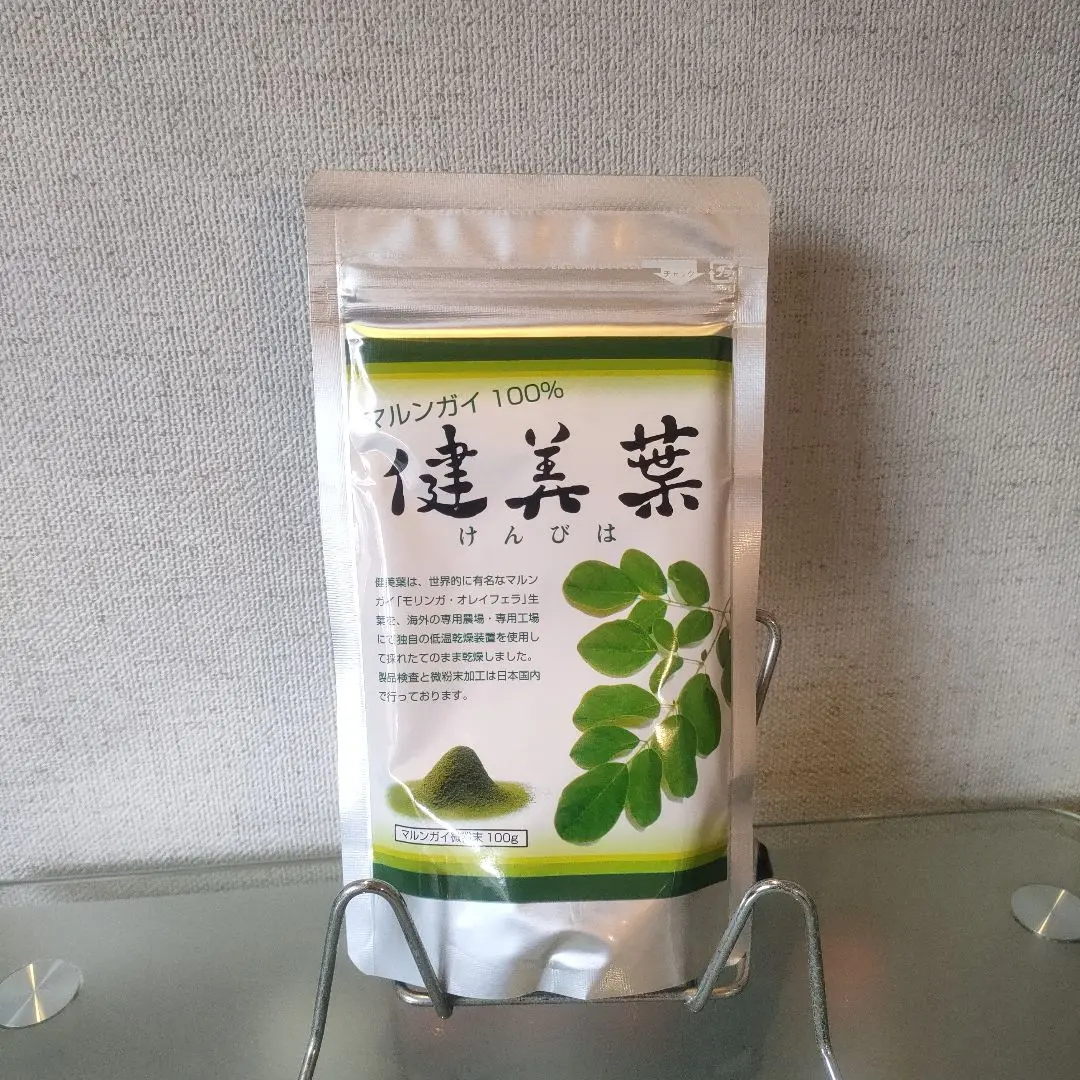 チャック
プラ
マルンガイ 100%
健美葉
けんびは
健美葉は、世界的に有名なマルン
ガイ「モリンガ・オレイフェラ」生
葉を、海外の専用農場・専用工場
にて独自の低温乾燥装置を使用し
て採れたてのまま乾燥しました。
製品検査と微粉末加工は日本国内
で行っております。
マルンガイ微粉末 100g